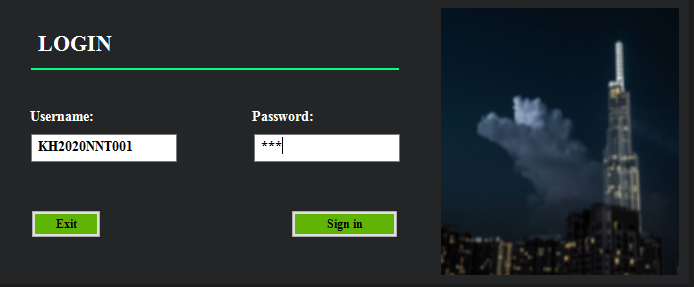 LOGIN
Username: Password:
KH2020NNT001 ***
Exit Sign in